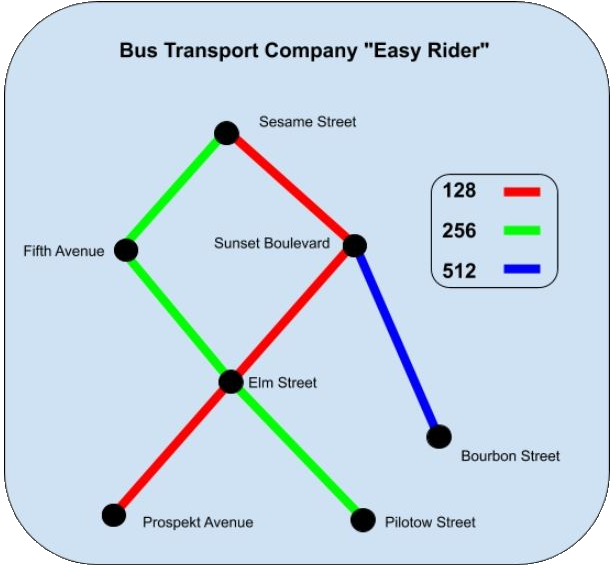 Bus Transport Company "Easy Rider"
Sesame Street
128
256
512
Sunset Boulevard
Fifth Avenue
Elm Street
Bourbon Street
Prospekt Avenue
Pilotow Street